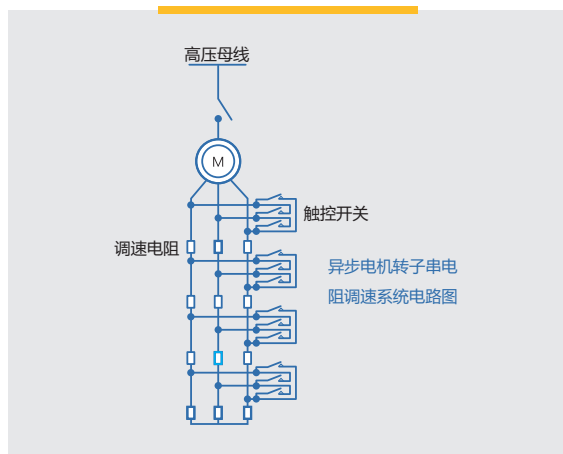 高压母线
M
触控开关
调速电阻
异步电机转子串电
阻调速系统电路图